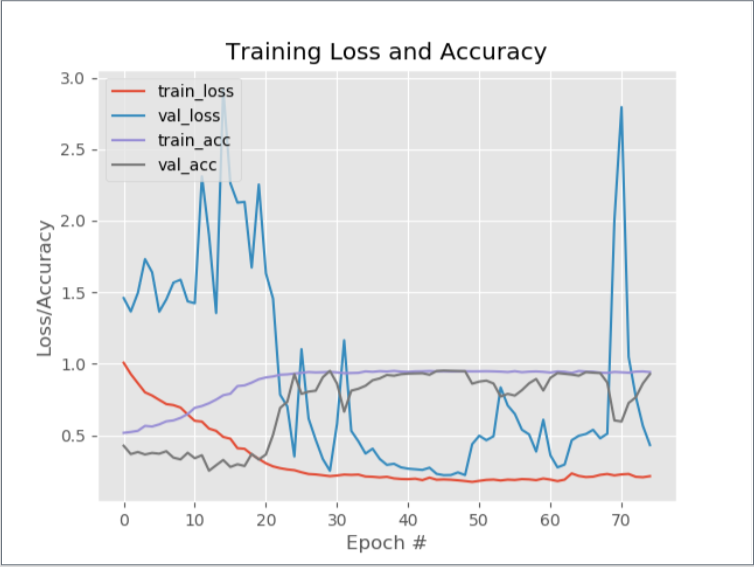 Training Loss and Accuracy
3.0
train_loss
val_loss
2.5
train_acc
val_acc
2.0
1.5
1.0
0.5
Loss/Accuracy
0 10 20 30 40 50 60 70
Epoch #